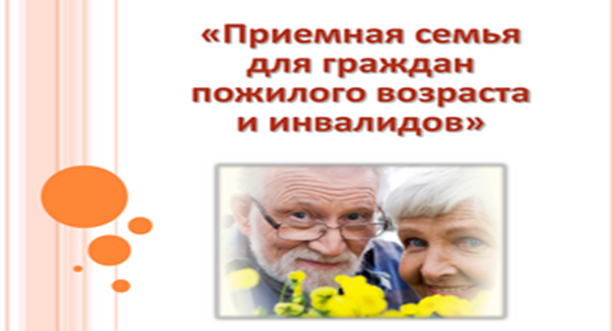 «Приемная семья
для граждан
пожилого возраста
и инвалидов»